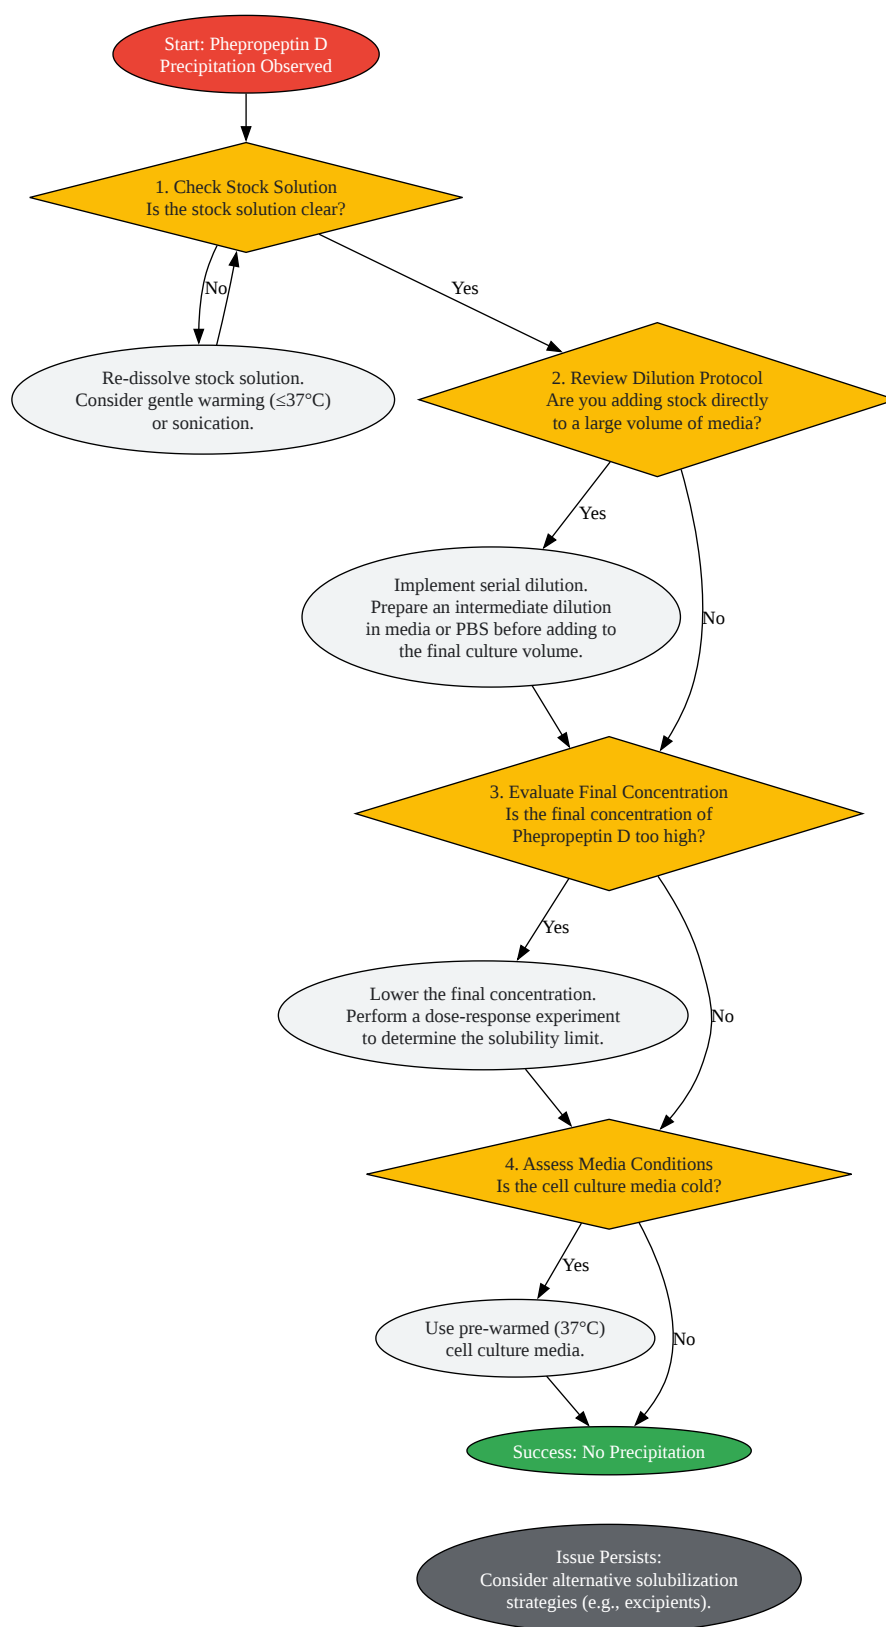 Start: Phepropeptin D
Precipitation Observed
1. Check Stock Solution
Is the stock solution clear?
No
Yes
Re-dissolve stock solution.
Consider gentle warming (≤37°C)
or sonication.
2. Review Dilution Protocol
Are you adding stock directly
to a large volume of media?
Yes
Implement serial dilution.
Prepare an intermediate dilution
in media or PBS before adding to
the final culture volume.
No
3. Evaluate Final Concentration
Is the final concentration of
Phepropeptin D too high?
Yes
Lower the final concentration.
Perform a dose-response experiment
to determine the solubility limit.
No
4. Assess Media Conditions
Is the cell culture media cold?
Yes
Use pre-warmed (37°C)
cell culture media.
No
Success: No Precipitation
Issue Persists:
Consider alternative solubilization
strategies (e.g., excipients).